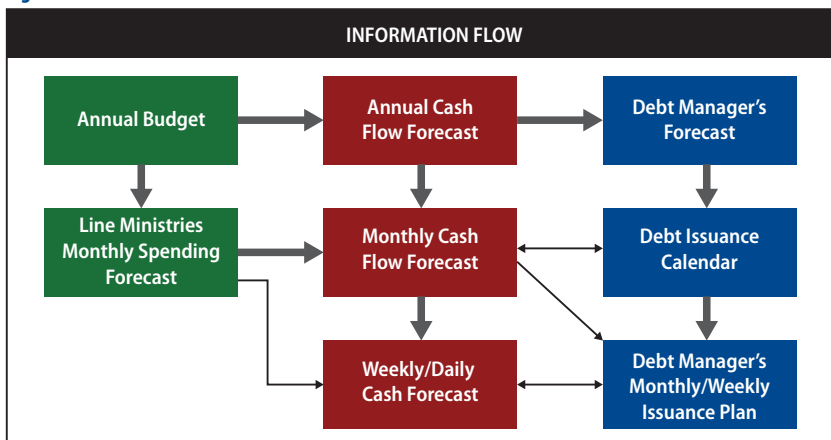 INFORMATION FLOW
Annual Budget
Annual Cash
Flow Forecast
Debt Manager's
Forecast
Line Ministries
Monthly Spending
Forecast
Monthly Cash
Flow Forecast
Debt Issuance
Calendar
Weekly/Daily
Cash Forecast
Debt Manager's
Monthly/Weekly
Issuance Plan